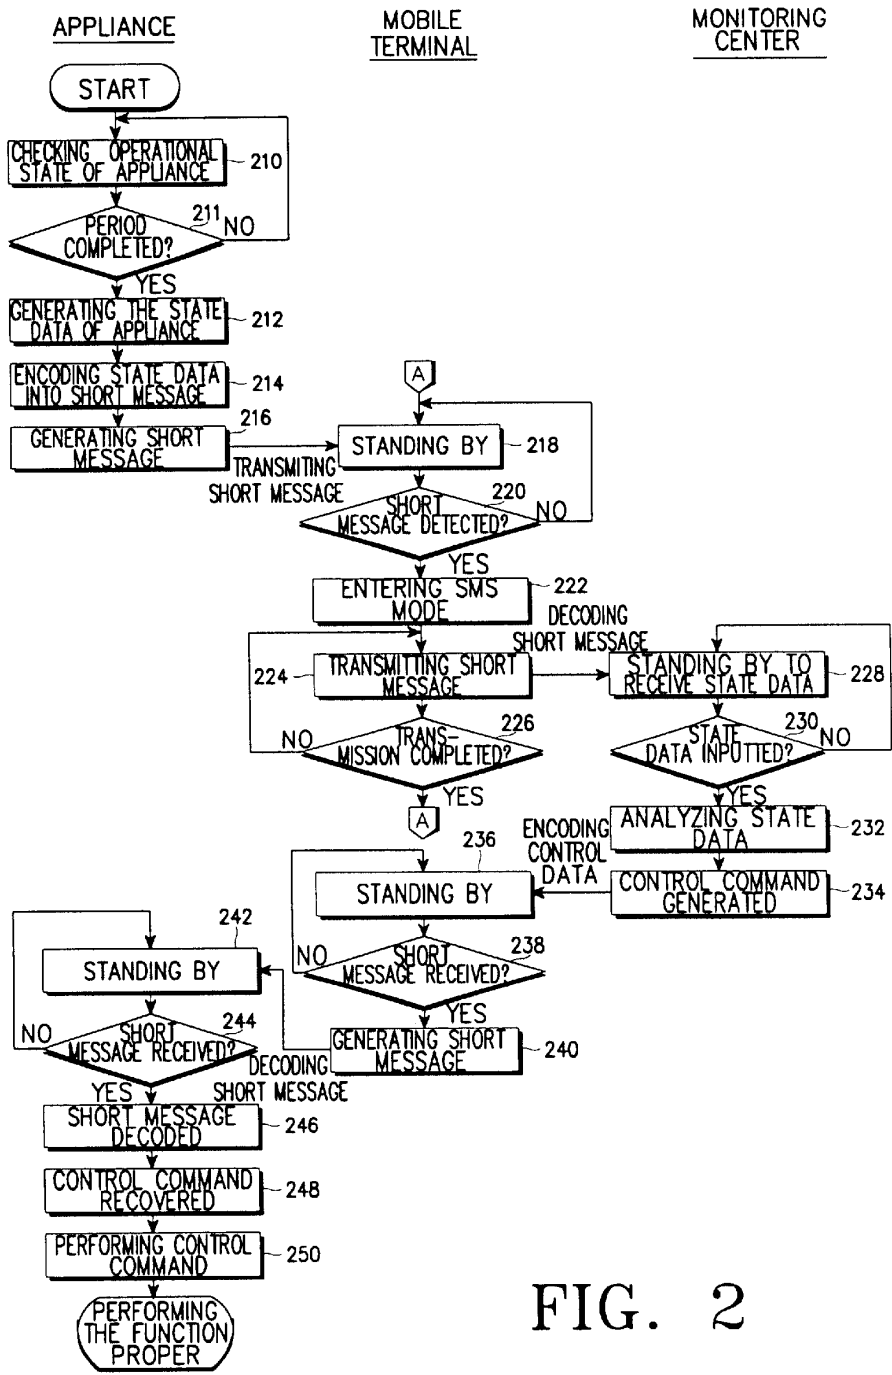 APPLIANCE
MOBILE
TERMINAL
MONITORING
CENTER
START
CHECKING OPERATIONAL
STATE OF APPLIANCE
210
PERIOD
COMPLETED?
211
NO
YES
GENERATING THE STATE
DATA OF APPLIANCE
212
ENCODING STATE DATA
INTO SHORT MESSAGE
214
GENERATING SHORT
MESSAGE
216
TRANSMITING
SHORT MESSAGE
A
STANDING BY
218
SHORT
MESSAGE DETECTED?
220
NO
YES
ENTERING SMS
MODE
222
DECODING
SHORT MESSAGE
TRANSMITTING SHORT
MESSAGE
224
TRANS-
MISSION COMPLETED?
226
NO
YES
A
STANDING BY TO
RECEIVE STATE DATA
228
STATE
DATA INPUTTED?
230
NO
YES
ANALYZING STATE
DATA
232
CONTROL COMMAND
GENERATED
234
ENCODING
CONTROL
DATA
236
STANDING BY
SHORT
MESSAGE RECEIVED?
238
NO
YES
GENERATING SHORT
MESSAGE
240
DECODING
SHORT MESSAGE
242
STANDING BY
SHORT
MESSAGE RECEIVED?
244
NO
YES
SHORT MESSAGE
DECODED
246
CONTROL COMMAND
RECOVERED
248
PERFORMING CONTROL
COMMAND
250
PERFORMING
THE FUNCTION
PROPER
FIG. 2